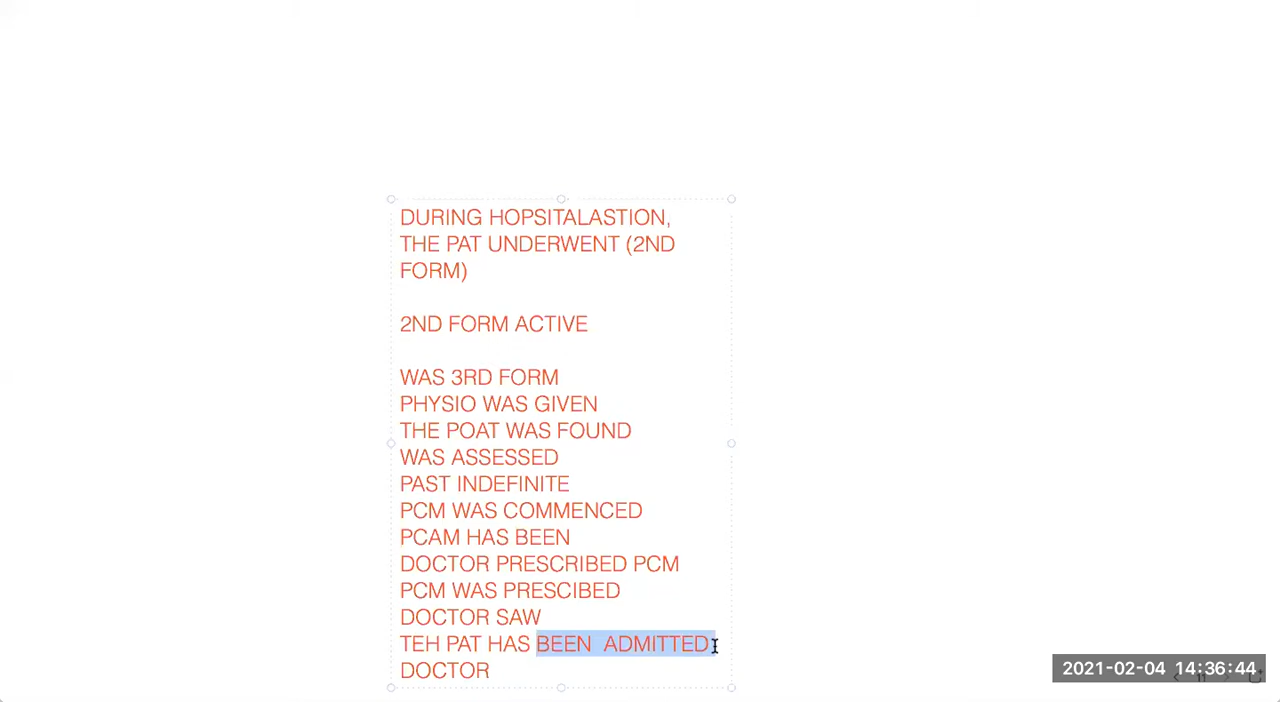 DURING HOPSITALASTION,
THE PAT UNDERWENT (2ND
FORM)
2ND FORM ACTIVE
WAS 3RD FORM
PHYSIO WAS GIVEN
THE POAT WAS FOUND
WAS ASSESSED
PAST INDEFINITE
PCM WAS COMMENCED
PCAM HAS BEEN
DOCTOR PRESCRIBED PCM
PCM WAS PRESCIBED
DOCTOR SAW
TEH PAT HAS BEEN  ADMITTED
DOCTOR
2021-02-04 14:36:44